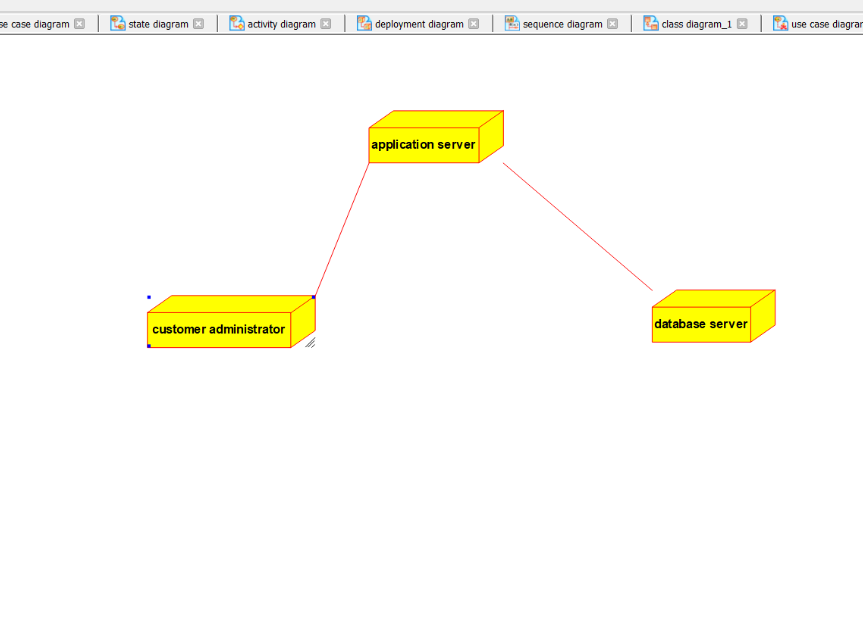 se case diagram
state diagram
activity diagram
deployment diagram
sequence diagram
class diagram_1
use case diagram
application server
customer administrator
database server